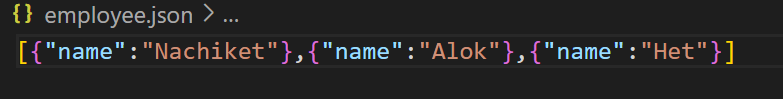 {} employee.json > ...
[{"name":"Nachiket"},{"name":"Alok"},{"name":"Het"}]